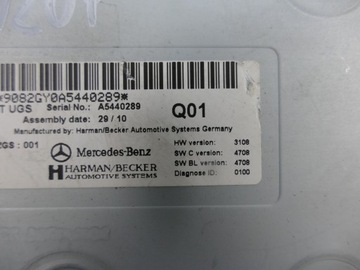 *9082GY0A5440289*
T UGS Serial No.: A5440289
Assembly date: 29 / 10 Q01
Manufactured by: Harman/Becker Automotive Systems Germany
GS : 001
Mercedes-Benz
HARMAN/BECKER
AUTOMOTIVE SYSTEMS
HW version: 3108
SW C version: 4708
SW BL version: 4708
Diagnose ID: 0100